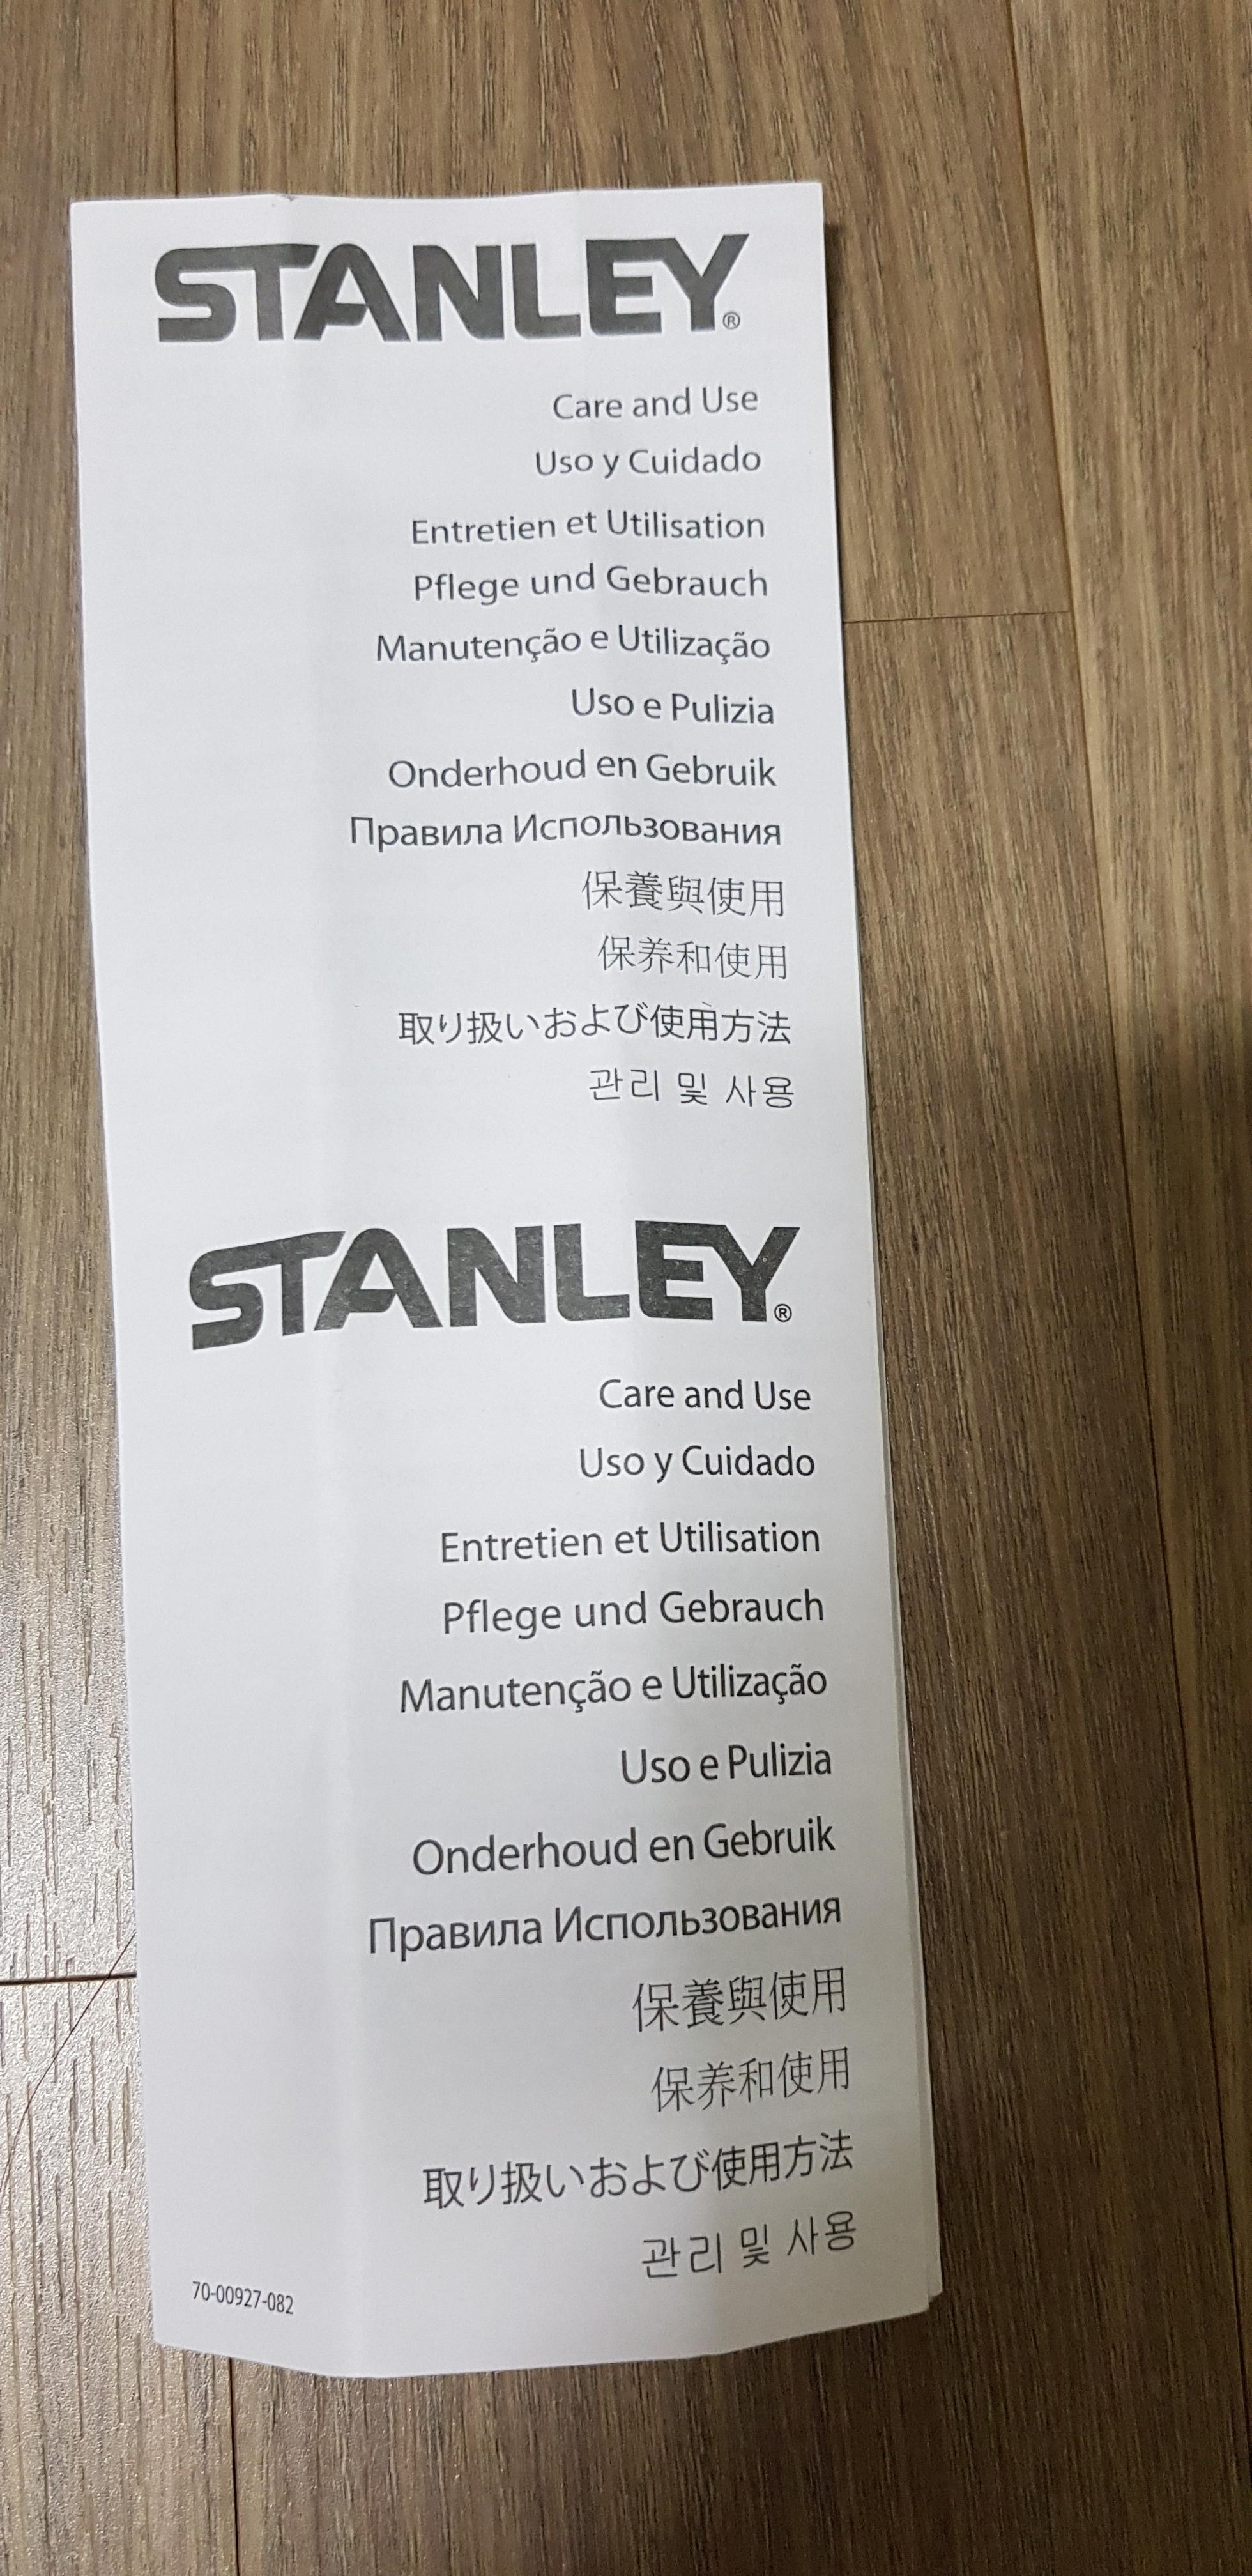 STANLEY®
Care and Use
Uso y Cuidado
Entretien et Utilisation
Pflege und Gebrauch
Manutenção e Utilização
Uso e Pulizia
Onderhoud en Gebruik
Правила Использования
保養與使用
保养和使用
取り扱いおよび使用方法
관리 및 사용
STANLEY®
Care and Use
Uso y Cuidado
Entretien et Utilisation
Pflege und Gebrauch
Manutenção e Utilização
Uso e Pulizia
Onderhoud en Gebruik
Правила Использования
保養與使用
保养和使用
取り扱いおよび使用方法
관리 및 사용
70-00927-082